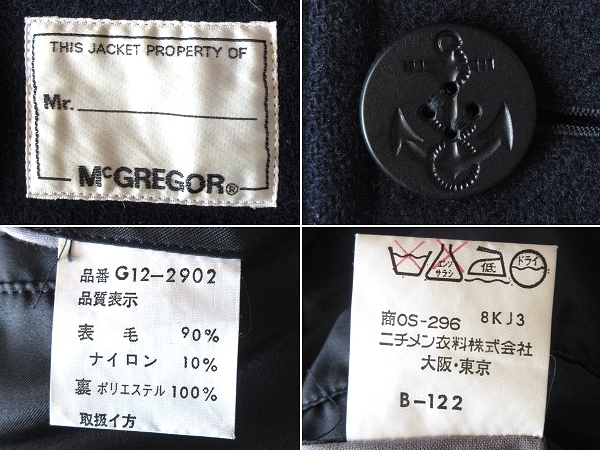 THIS JACKET PROPERTY OF
Mr.
McGREGOR®
品番 G12-2902
品質表示
表 毛 90%
ナイロン 10%
裏 ポリエステル 100%
取扱イ方
エンソ
サラシ
低
ドライ
商OS-296 8KJ3
ニチメン衣料株式会社
大阪・東京
B-122